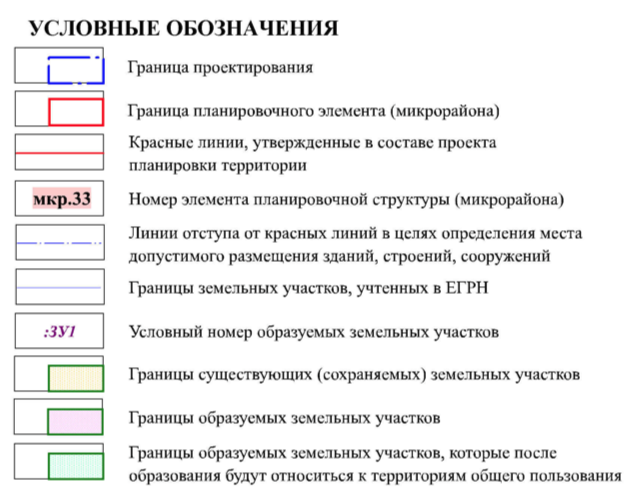 УСЛОВНЫЕ ОБОЗНАЧЕНИЯ
Граница проектирования
Граница планировочного элемента (микрорайона)
Красные линии, утвержденные в составе проекта
планировки территории
мкр.33
Номер элемента планировочной структуры (микрорайона)
Линии отступа от красных линий в целях определения места
допустимого размещения зданий, строений, сооружений
Границы земельных участков, учтенных в ЕГРН
:ЗУ1
Условный номер образуемых земельных участков
Границы существующих (сохраняемых) земельных участков
Границы образуемых земельных участков
Границы образуемых земельных участков, которые после
образования будут относиться к территориям общего пользования